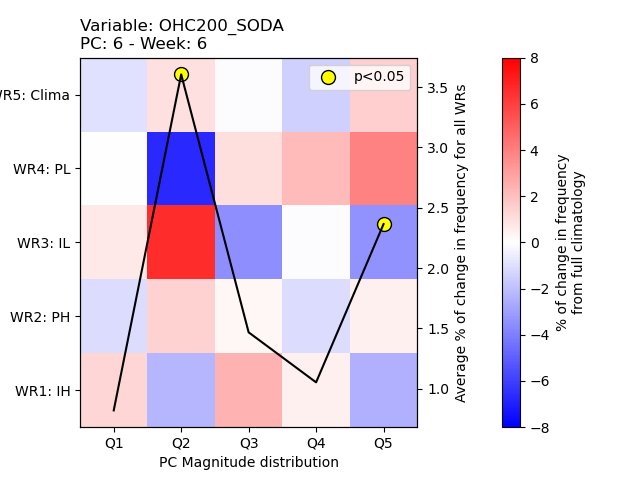 Variable: OHC200_SODA
PC: 6 - Week: 6
p<0.05
WR5: Clima
WR4: PL
WR3: IL
WR2: PH
WR1: IH
Q1 Q2 Q3 Q4 Q5
PC Magnitude distribution
3.5
3.0
2.5
2.0
1.5
1.0
Average % of change in frequency for all WRs
8
6
4
2
0
−2
−4
−6
−8
% of change in frequency
from full climatology